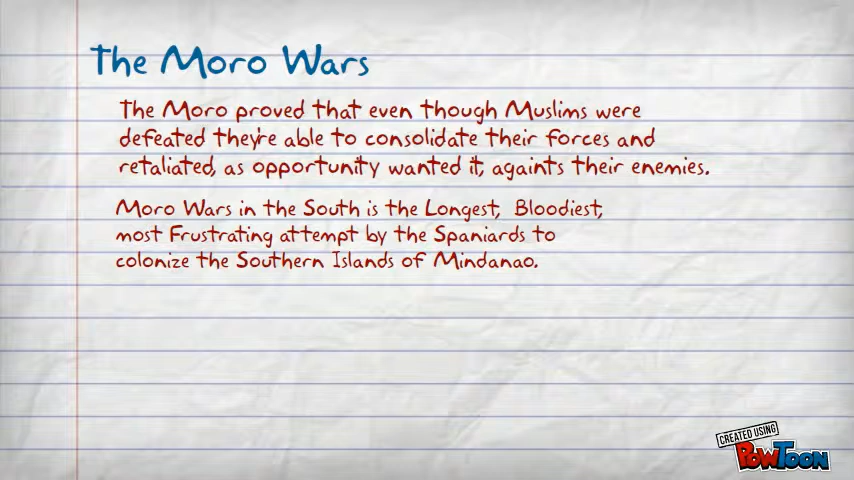 The Moro Wars
The Moro proved that even though Muslims were
defeated they're able to consolidate their forces and
retaliated, as opportunity wanted it, againts their enemies.
Moro Wars in the South is the Longest, Bloodiest,
most Frustrating attempt by the Spaniards to
colonize the Southern Islands of Mindanao.
CREATED USING
POWTOON